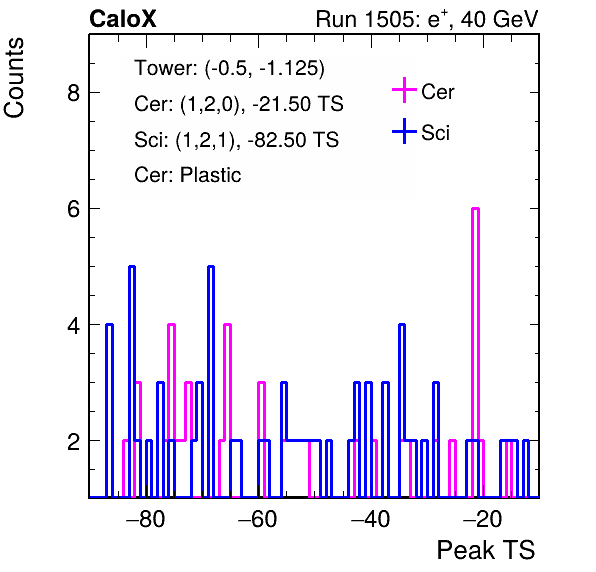 CaloX Run 1505: e⁺, 40 GeV
Counts
Tower: (-0.5, -1.125)
Cer: (1,2,0), -21.50 TS
Sci: (1,2,1), -82.50 TS
Cer: Plastic
Cer
Sci
8
6
4
2
−80 −60 −40 −20
Peak TS